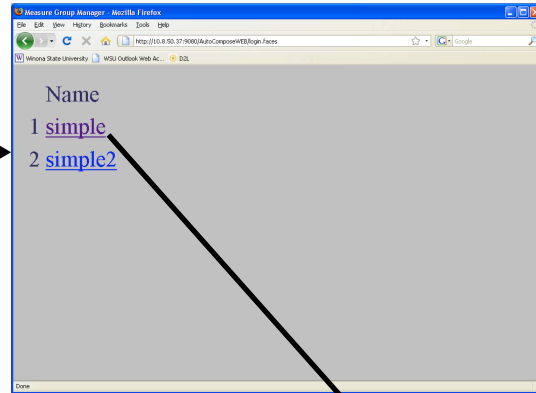 Measure Group Manager - Mozilla Firefox
File Edit View History Bookmarks Tools Help
http://10.8.50.37:9080/AutoComposeWEB/login.faces Google
W Winona State University WSU Outlook Web Ac... D2L
Name
1 simple
2 simple2
Done